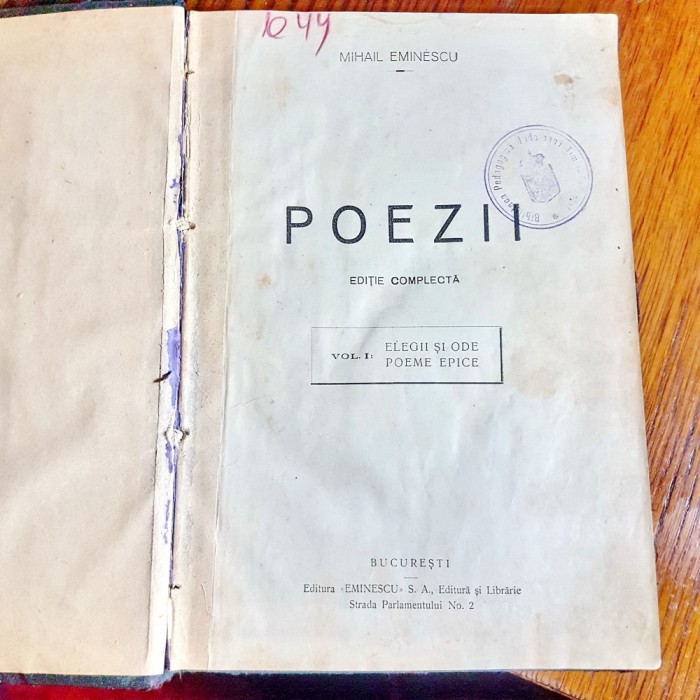 1044
MIHAIL EMINESCU
POEZII
EDIȚIE COMPLECTĂ
VOL. I: ELEGII ȘI ODE
POEME EPICE
BUCUREȘTI
Editura «EMINESCU» S. A., Editură și Librărie
Strada Parlamentului No. 2
Pedagogica